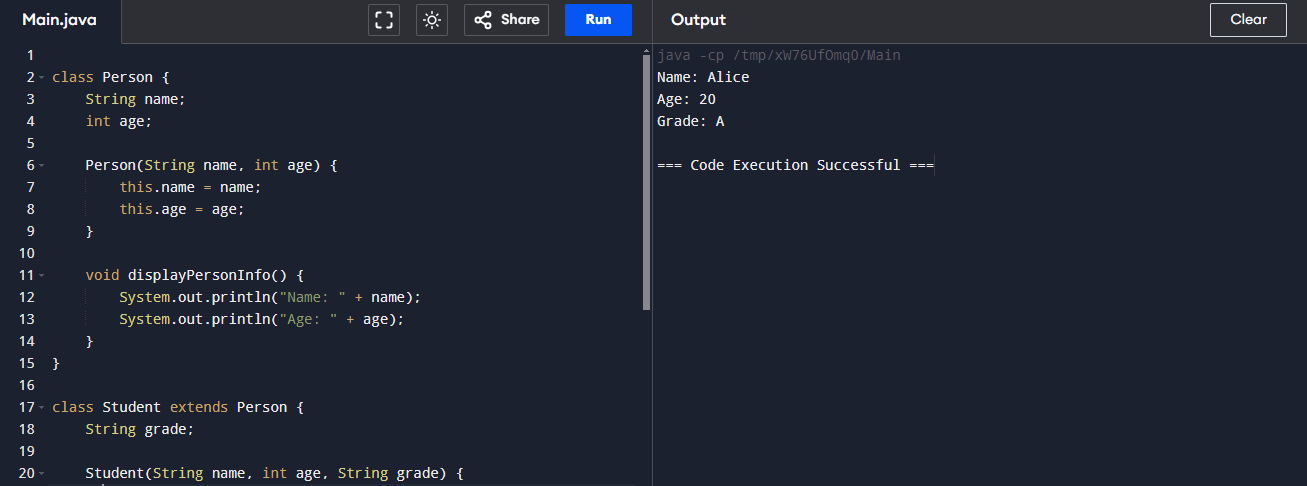 Main.java
Share
Run
Output
Clear
1
2 class Person {
3     String name;
4     int age;
5
6     Person(String name, int age) {
7         this.name = name;
8         this.age = age;
9     }
10
11     void displayPersonInfo() {
12         System.out.println("Name: " + name);
13         System.out.println("Age: " + age);
14     }
15 }
16
17 class Student extends Person {
18     String grade;
19
20     Student(String name, int age, String grade) {
java -cp /tmp/xW76UfOmqO/Main
Name: Alice
Age: 20
Grade: A
=== Code Execution Successful ===